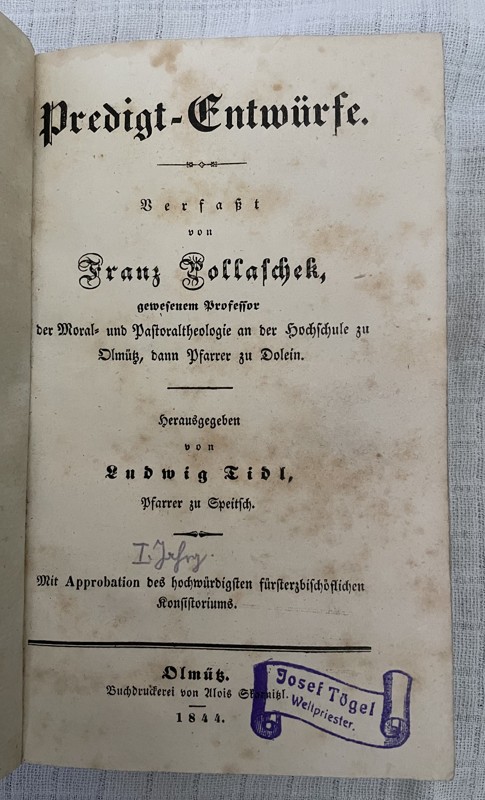 Predigt-Entwürfe.
Verfaßt
von
Franz Pollaschek,
gewesenem Professor
der Moral- und Pastoraltheologie an der Hochschule zu
Olmütz, dann Pfarrer zu Dolein.
Herausgegeben
von
Ludwig Tidl,
Pfarrer zu Speitsch.
I. Jahrg.
Mit Approbation des hochwürdigsten fürsterzbischöflichen
Konsistoriums.
Olmütz.
Buchdruckerei von Alois
1844.
Josef Tögel
Weltpriester.